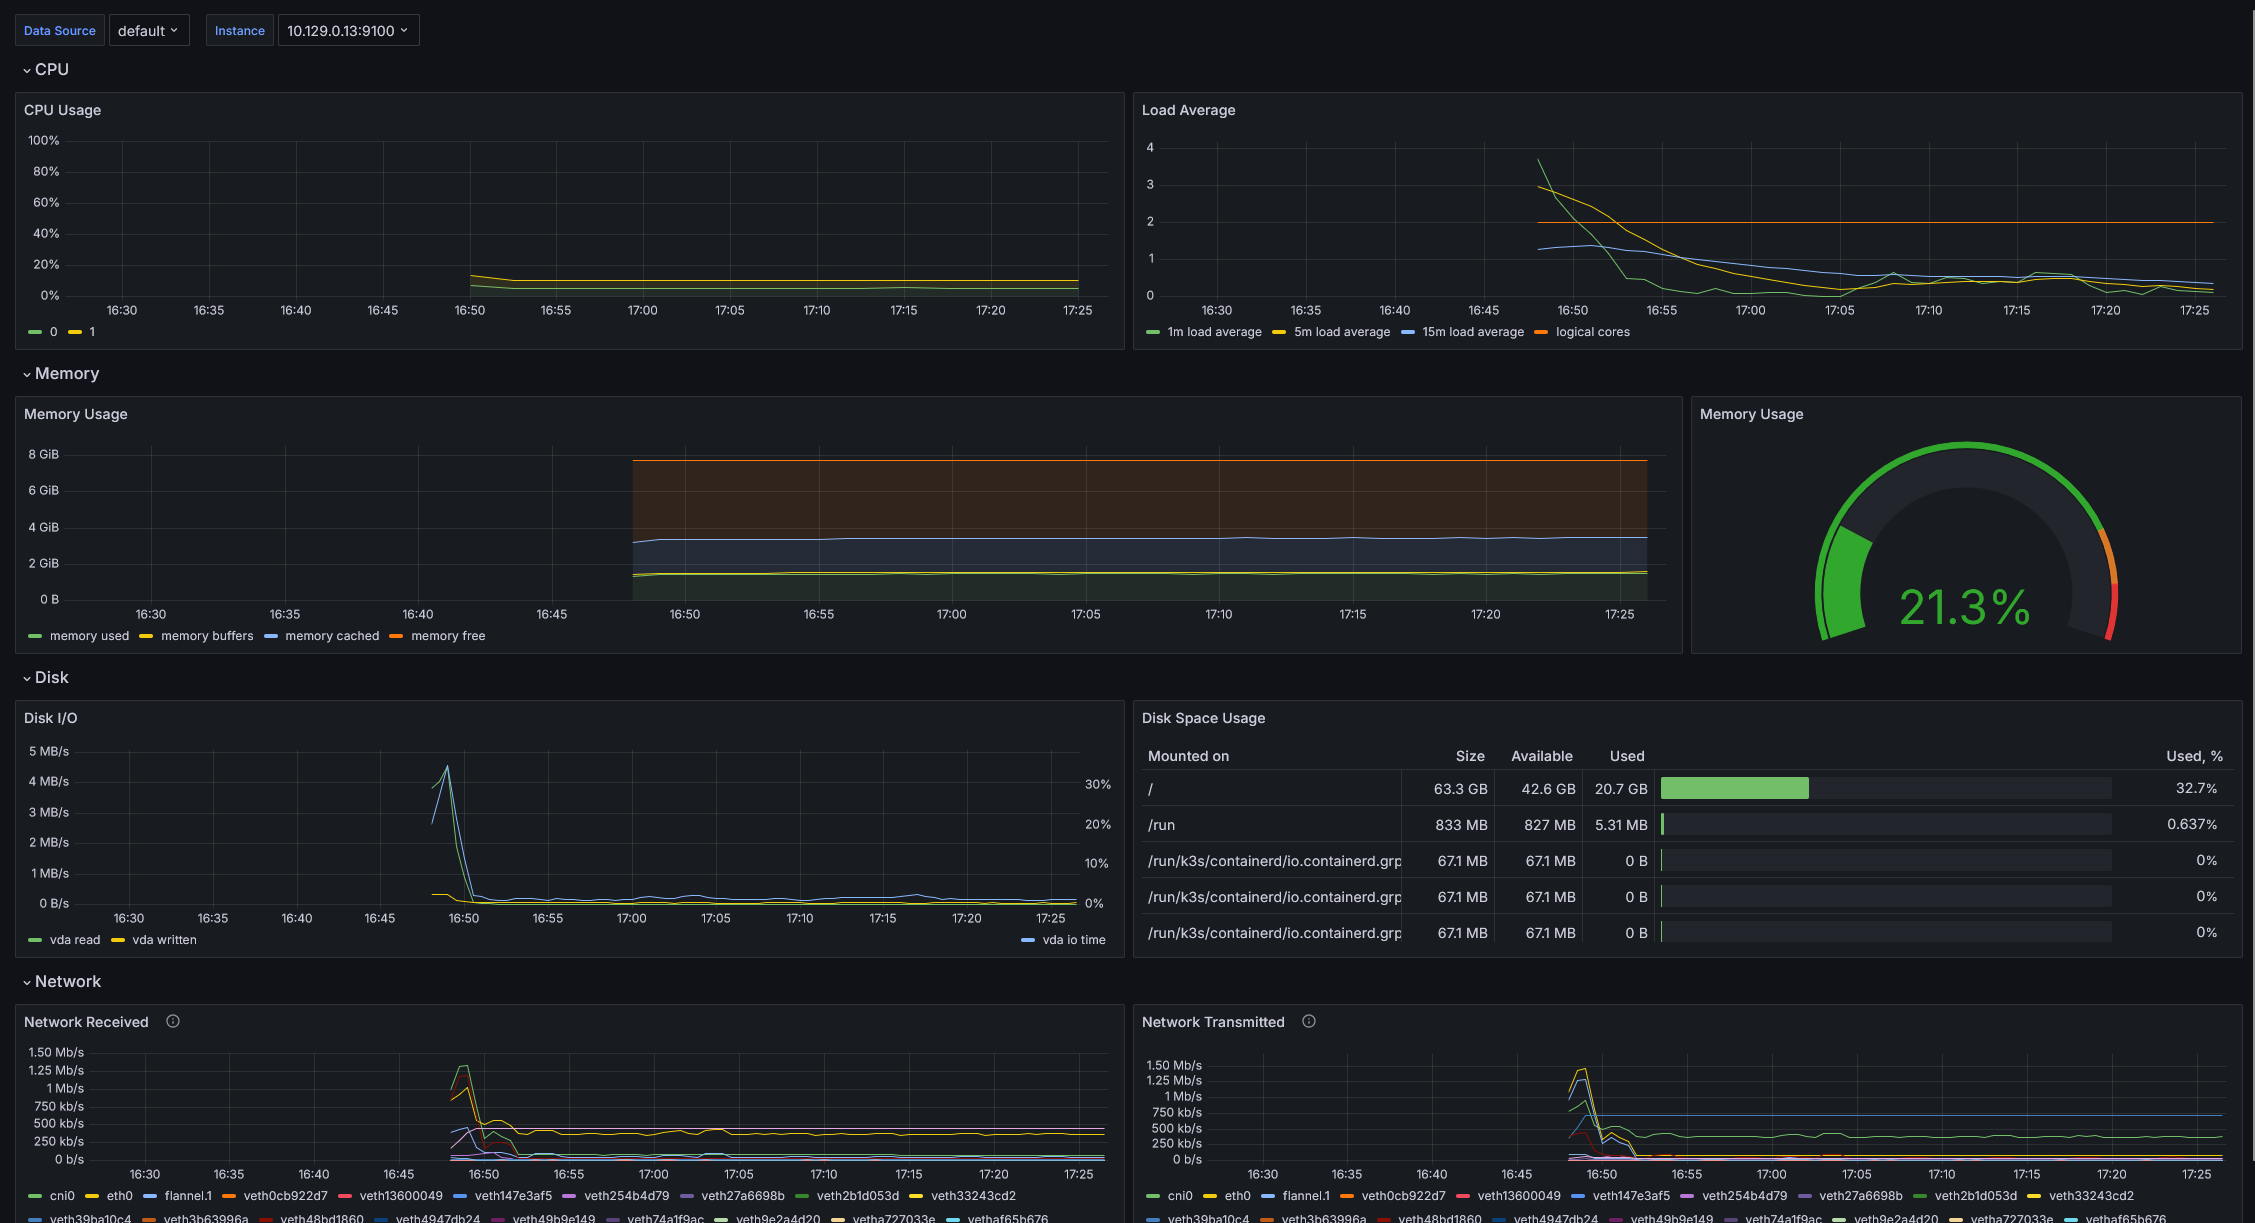 Data Source default Instance 10.129.0.13:9100
CPU
CPU Usage
100%
80%
60%
40%
20%
0%
16:30 16:35 16:40 16:45 16:50 16:55 17:00 17:05 17:10 17:15 17:20 17:25
0 1
Load Average
4
3
2
1
0
16:30 16:35 16:40 16:45 16:50 16:55 17:00 17:05 17:10 17:15 17:20 17:25
1m load average 5m load average 15m load average logical cores
Memory
Memory Usage
8 GiB
6 GiB
4 GiB
2 GiB
0 B
16:30 16:35 16:40 16:45 16:50 16:55 17:00 17:05 17:10 17:15 17:20 17:25
memory used memory buffers memory cached memory free
Memory Usage
21.3%
Disk
Disk I/O
5 MB/s
4 MB/s
3 MB/s
2 MB/s
1 MB/s
0 B/s
30%
20%
10%
0%
16:30 16:35 16:40 16:45 16:50 16:55 17:00 17:05 17:10 17:15 17:20 17:25
vda read vda written vda io time
Disk Space Usage
Mounted on Size Available Used Used, %
/ 63.3 GB 42.6 GB 20.7 GB 32.7%
/run 833 MB 827 MB 5.31 MB 0.637%
/run/k3s/containerd/io.containerd.grp 67.1 MB 67.1 MB 0 B 0%
/run/k3s/containerd/io.containerd.grp 67.1 MB 67.1 MB 0 B 0%
/run/k3s/containerd/io.containerd.grp 67.1 MB 67.1 MB 0 B 0%
Network
Network Received
1.50 Mb/s
1.25 Mb/s
1 Mb/s
750 kb/s
500 kb/s
250 kb/s
0 b/s
16:30 16:35 16:40 16:45 16:50 16:55 17:00 17:05 17:10 17:15 17:20 17:25
cni0 eth0 flannel.1 veth0cb922d7 veth13600049 veth147e3af5 veth254b4d79 veth27a6698b veth2b1d053d veth33243cd2
veth39ba10c4 veth3b63996a veth48bd1860 veth4947db24 veth49b9e149 veth74a1f9ac veth9e2a4d20 vetha727033e vethaf65b676
Network Transmitted
1.50 Mb/s
1.25 Mb/s
1 Mb/s
750 kb/s
500 kb/s
250 kb/s
0 b/s
16:30 16:35 16:40 16:45 16:50 16:55 17:00 17:05 17:10 17:15 17:20 17:25
cni0 eth0 flannel.1 veth0cb922d7 veth13600049 veth147e3af5 veth254b4d79 veth27a6698b veth2b1d053d veth33243cd2
veth39ba10c4 veth3b63996a veth48bd1860 veth4947db24 veth49b9e149 veth74a1f9ac veth9e2a4d20 vetha727033e vethaf65b676